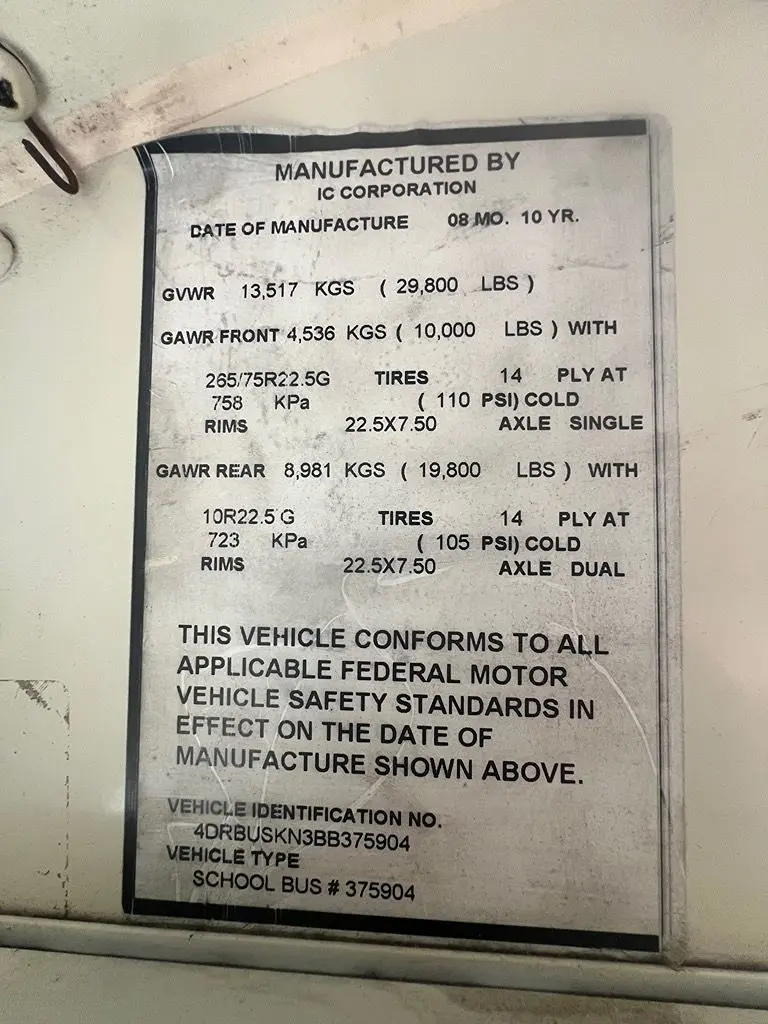 MANUFACTURED BY
IC CORPORATION
DATE OF MANUFACTURE 08 MO. 10 YR.
GVWR 13,517 KGS ( 29,800 LBS )
GAWR FRONT 4,536 KGS ( 10,000 LBS ) WITH
265/75R22.5G TIRES 14 PLY AT
758 KPa ( 110 PSI) COLD
RIMS 22.5X7.50 AXLE SINGLE
GAWR REAR 8,981 KGS ( 19,800 LBS ) WITH
10R22.5 G TIRES 14 PLY AT
723 KPa ( 105 PSI) COLD
RIMS 22.5X7.50 AXLE DUAL
THIS VEHICLE CONFORMS TO ALL
APPLICABLE FEDERAL MOTOR
VEHICLE SAFETY STANDARDS IN
EFFECT ON THE DATE OF
MANUFACTURE SHOWN ABOVE.
VEHICLE IDENTIFICATION NO.
4DRBUSKN3BB375904
VEHICLE TYPE
SCHOOL BUS # 375904